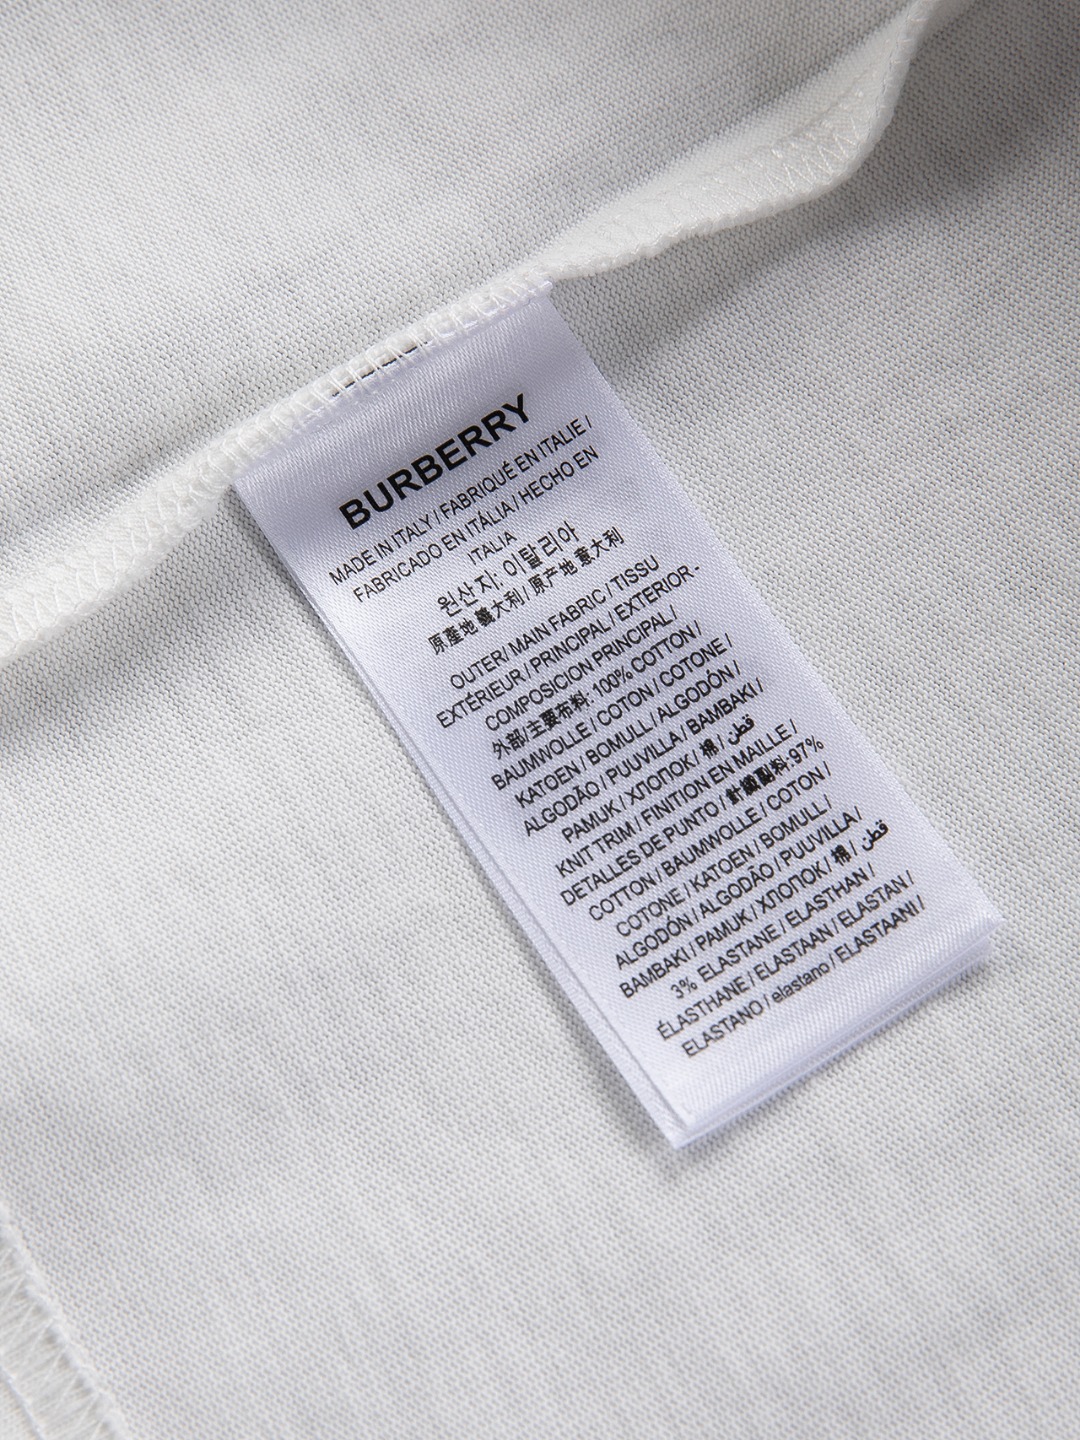 BURBERRY
MADE IN ITALY / FABRIQUÉ EN ITALIE /
FABRICADO EN ITÁLIA / HECHO EN
ITALIA
원산지: 이탈리아
原產地 義大利 / 原产地 意大利
OUTER/ MAIN FABRIC / TISSU
EXTÉRIEUR / PRINCIPAL / EXTERIOR -
COMPOSICION PRINCIPAL /
外部/主要布料: 100% COTTON /
BAUMWOLLE / COTON / COTONE /
KATOEN / BOMULL / ALGODÓN /
ALGODÃO / PUUVILLA / BAMBAKI /
PAMUK / ХЛОПОК / 棉 / قطن
KNIT TRIM / FINITION EN MAILLE /
DETALLES DE PUNTO / 針織副料:97%
COTTON / BAUMWOLLE / COTON /
COTONE / KATOEN / BOMULL /
ALGODÓN / ALGODÃO / PUUVILLA /
BAMBAKI / PAMUK / ХЛОПОК / 棉 / قطن
3% ELASTANE / ELASTHAN /
ÉLASTHANE / ELASTAAN / ELASTAN /
ELASTANO / elastano / ELASTAANI /